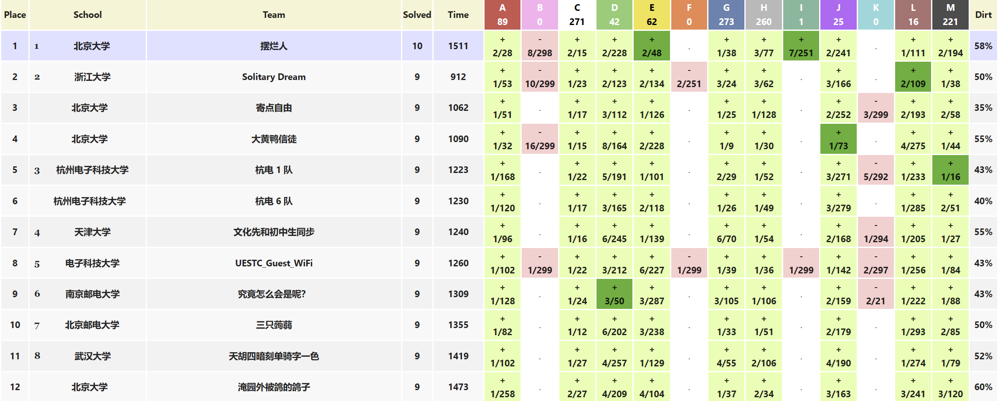 Place School Team Solved Time A B C D E F G H I J K L M Dirt
89 0 271 42 62 0 273 260 1 25 0 16 221
+ - + + + + + + + + +
1 1 北京大学 摆烂人 10 1511 2/28 8/298 2/15 2/228 2/48 . 1/38 3/77 7/251 2/241 . 1/111 2/194 58%
+ - + + + - + + + + +
2 2 浙江大学 Solitary Dream 9 912 1/53 10/299 1/23 2/123 2/134 2/251 3/24 3/62 . 3/166 . 2/109 1/38 50%
+ + + + + + + - + +
3 北京大学 寄点自由 9 1062 1/51 . 1/17 3/112 1/126 . 1/25 1/128 . 2/252 3/299 2/193 2/58 35%
+ - + + + + + + + +
4 北京大学 大黄鸭信徒 9 1090 1/32 16/299 1/15 8/164 2/228 . 1/9 1/30 . 1/73 . 4/275 1/44 55%
+ + + + + + + - + +
5 3 杭州电子科技大学 杭电 1 队 9 1223 1/168 . 1/22 5/191 1/101 . 2/29 1/52 . 3/271 5/292 1/233 1/16 43%
+ + + + + + + + +
6 杭州电子科技大学 杭电 6 队 9 1230 1/120 . 1/17 3/165 2/118 . 1/26 1/49 . 3/279 . 1/285 2/51 40%
+ + + + + + + - + +
7 4 天津大学 文化先和初中生同步 9 1240 1/96 . 1/16 6/245 1/139 . 6/70 1/54 . 2/168 1/294 1/205 1/27 55%
+ - + + + - + + - + - + +
8 5 电子科技大学 UESTC_Guest_WiFi 9 1260 1/102 1/299 1/22 3/212 6/227 1/299 1/39 1/36 1/299 1/142 2/297 1/256 1/84 43%
+ + + + + + + - + +
9 6 南京邮电大学 究竟怎么会是呢？ 9 1309 1/128 . 1/24 3/50 3/287 . 3/105 1/106 . 2/159 2/21 1/222 1/88 43%
+ + + + + + + + +
10 7 北京邮电大学 三只蒟蒻 9 1355 1/82 . 1/12 6/202 3/238 . 1/33 1/51 . 2/179 . 1/293 2/85 50%
+ + + + + + + + +
11 8 武汉大学 天胡四暗刻单骑字一色 9 1419 1/102 . 1/27 4/257 1/129 . 4/55 2/106 . 4/190 . 1/274 1/79 52%
+ + + + + + + + +
12 北京大学 淹园外被鸽的鸽子 9 1473 1/258 . 2/27 4/209 4/104 . 1/37 2/34 . 3/163 . 3/241 3/120 60%